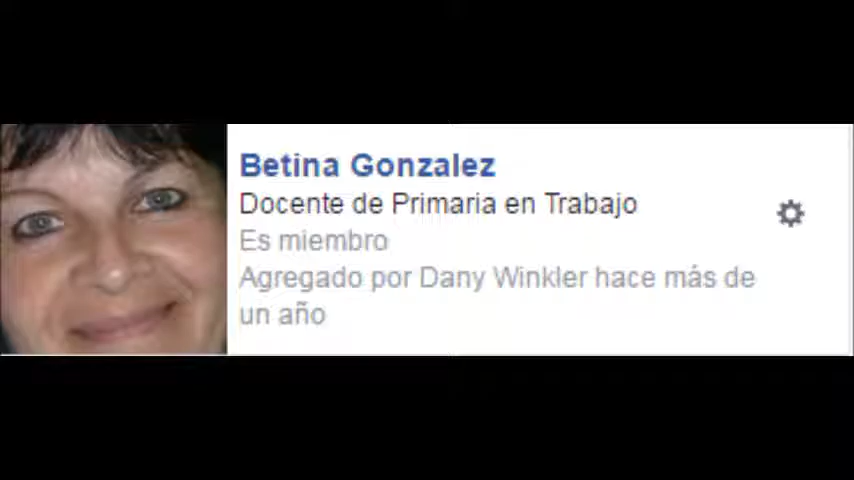 Betina Gonzalez
Docente de Primaria en Trabajo
Es miembro
Agregado por Dany Winkler hace más de
un año